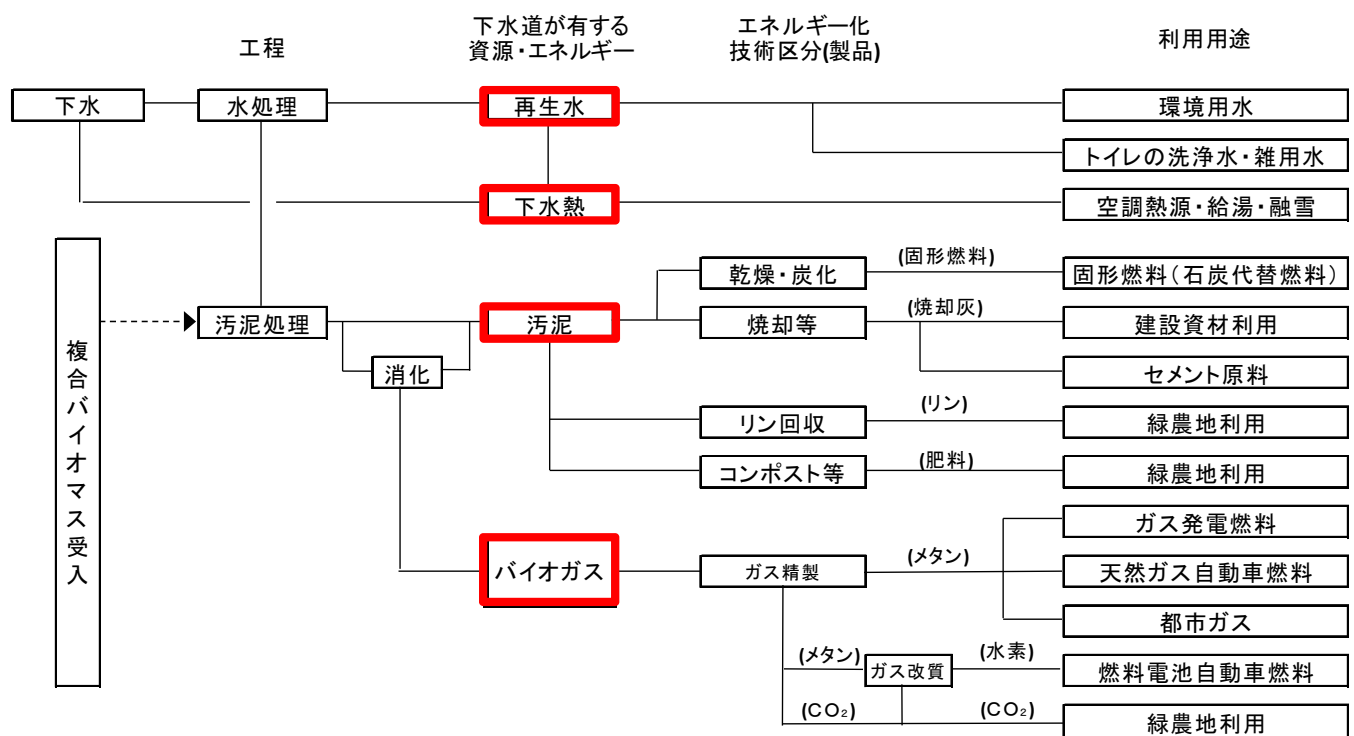 工程
下水道が有する
資源・エネルギー
エネルギー化
技術区分(製品)
利用用途
下水
水処理
再生水
環境用水
トイレの洗浄水・雑用水
下水熱
空調熱源・給湯・融雪
複合バイオマス受入
乾燥・炭化
(固形燃料)
固形燃料(石炭代替燃料)
汚泥処理
汚泥
焼却等
(焼却灰)
建設資材利用
消化
セメント原料
リン回収
(リン)
緑農地利用
コンポスト等
(肥料)
緑農地利用
ガス発電燃料
バイオガス
ガス精製
(メタン)
天然ガス自動車燃料
都市ガス
(メタン)
ガス改質
(水素)
燃料電池自動車燃料
(CO₂)
(CO₂)
緑農地利用